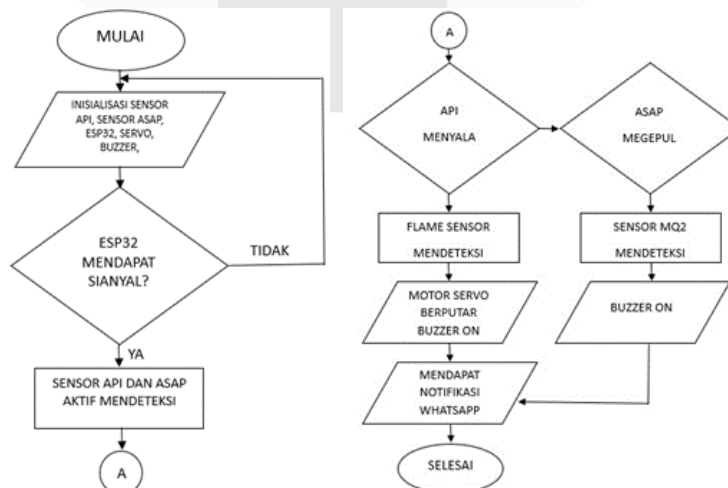 MULAI
INISIALISASI SENSOR
API, SENSOR ASAP,
ESP32, SERVO,
BUZZER,
ESP32
MENDAPAT
SIANYAL?
TIDAK
YA
SENSOR API DAN ASAP
AKTIF MENDETEKSI
A
A
API
MENYALA
ASAP
MEGEPUL
FLAME SENSOR
MENDETEKSI
SENSOR MQ2
MENDETEKSI
MOTOR SERVO
BERPUTAR
BUZZER ON
BUZZER ON
MENDAPAT
NOTIFIKASI
WHATSAPP
SELESAI